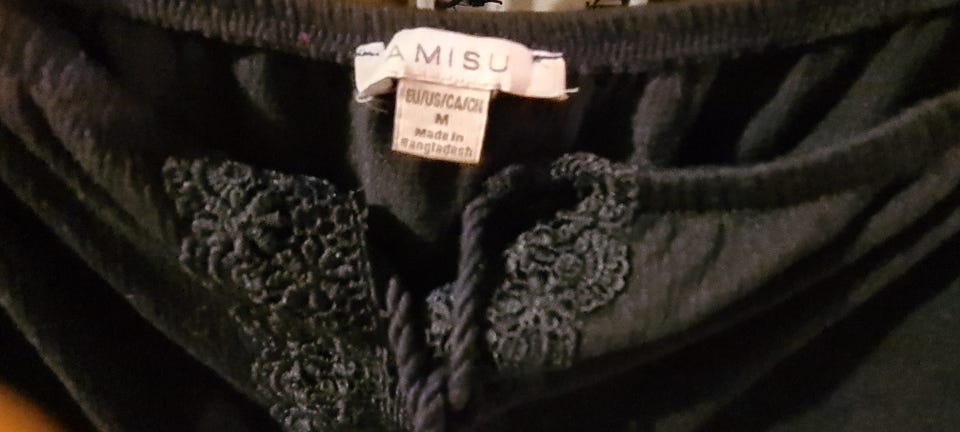 AMISU
EU/US/CA/CN
M
Made in
Bangladesh